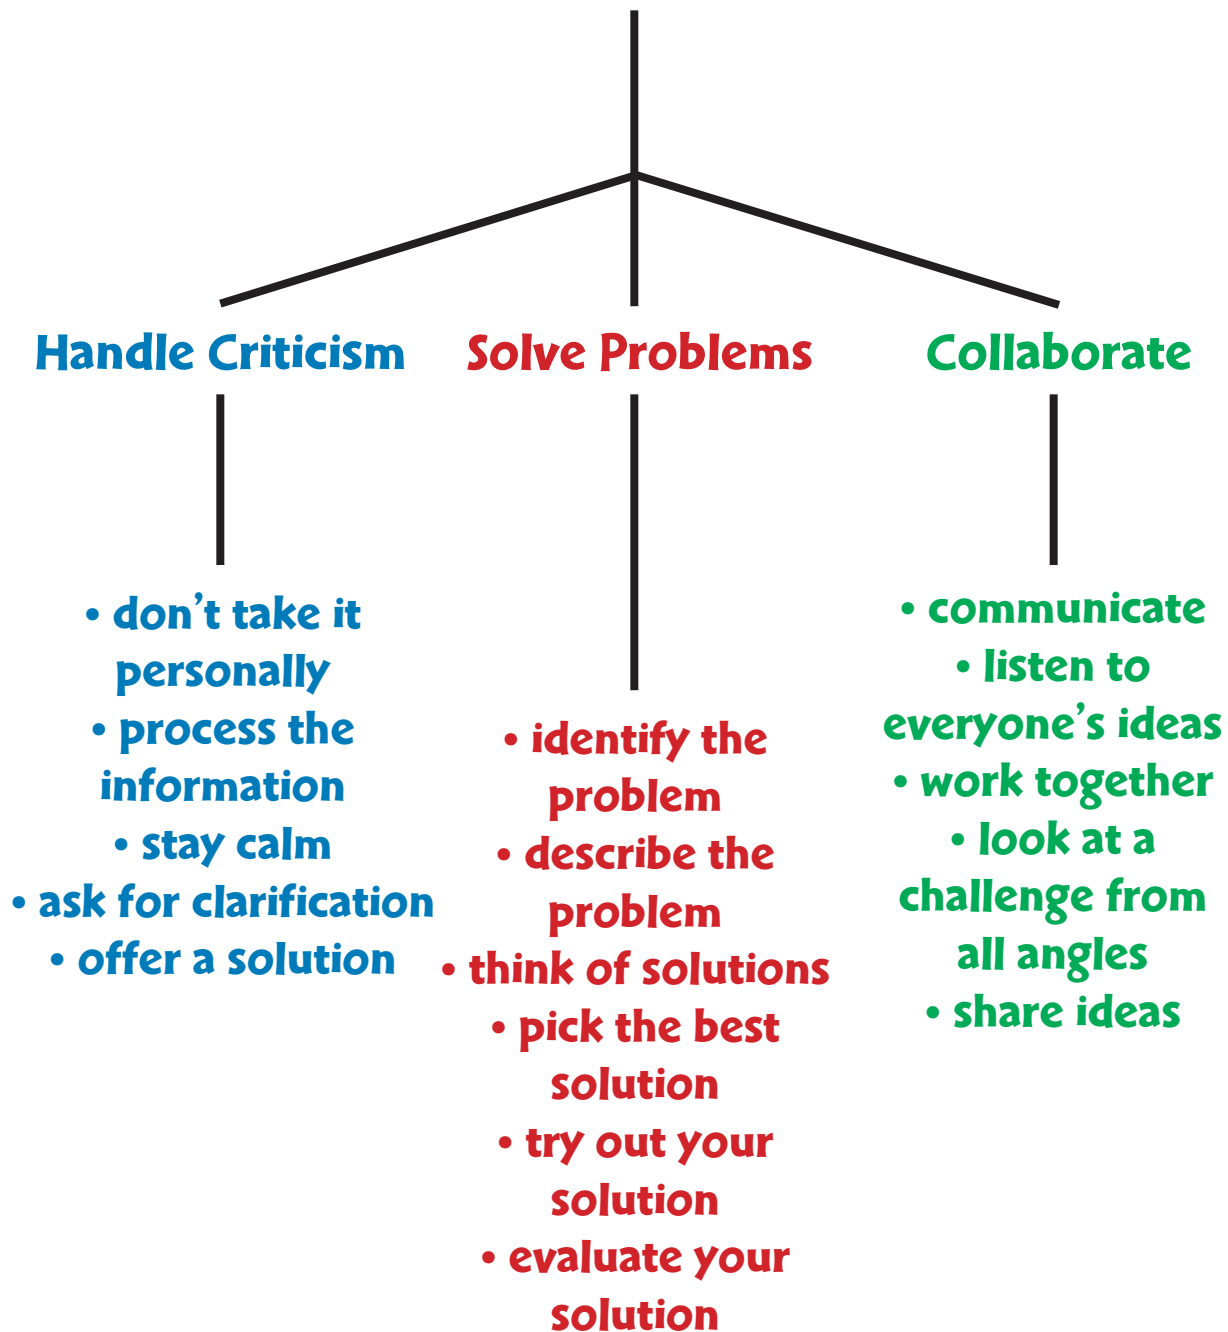 Handle Criticism
• don't take it
personally
• process the
information
• stay calm
• ask for clarification
• offer a solution
Solve Problems
• identify the
problem
• describe the
problem
• think of solutions
• pick the best
solution
• try out your
solution
• evaluate your
solution
Collaborate
• communicate
• listen to
everyone's ideas
• work together
• look at a
challenge from
all angles
• share ideas